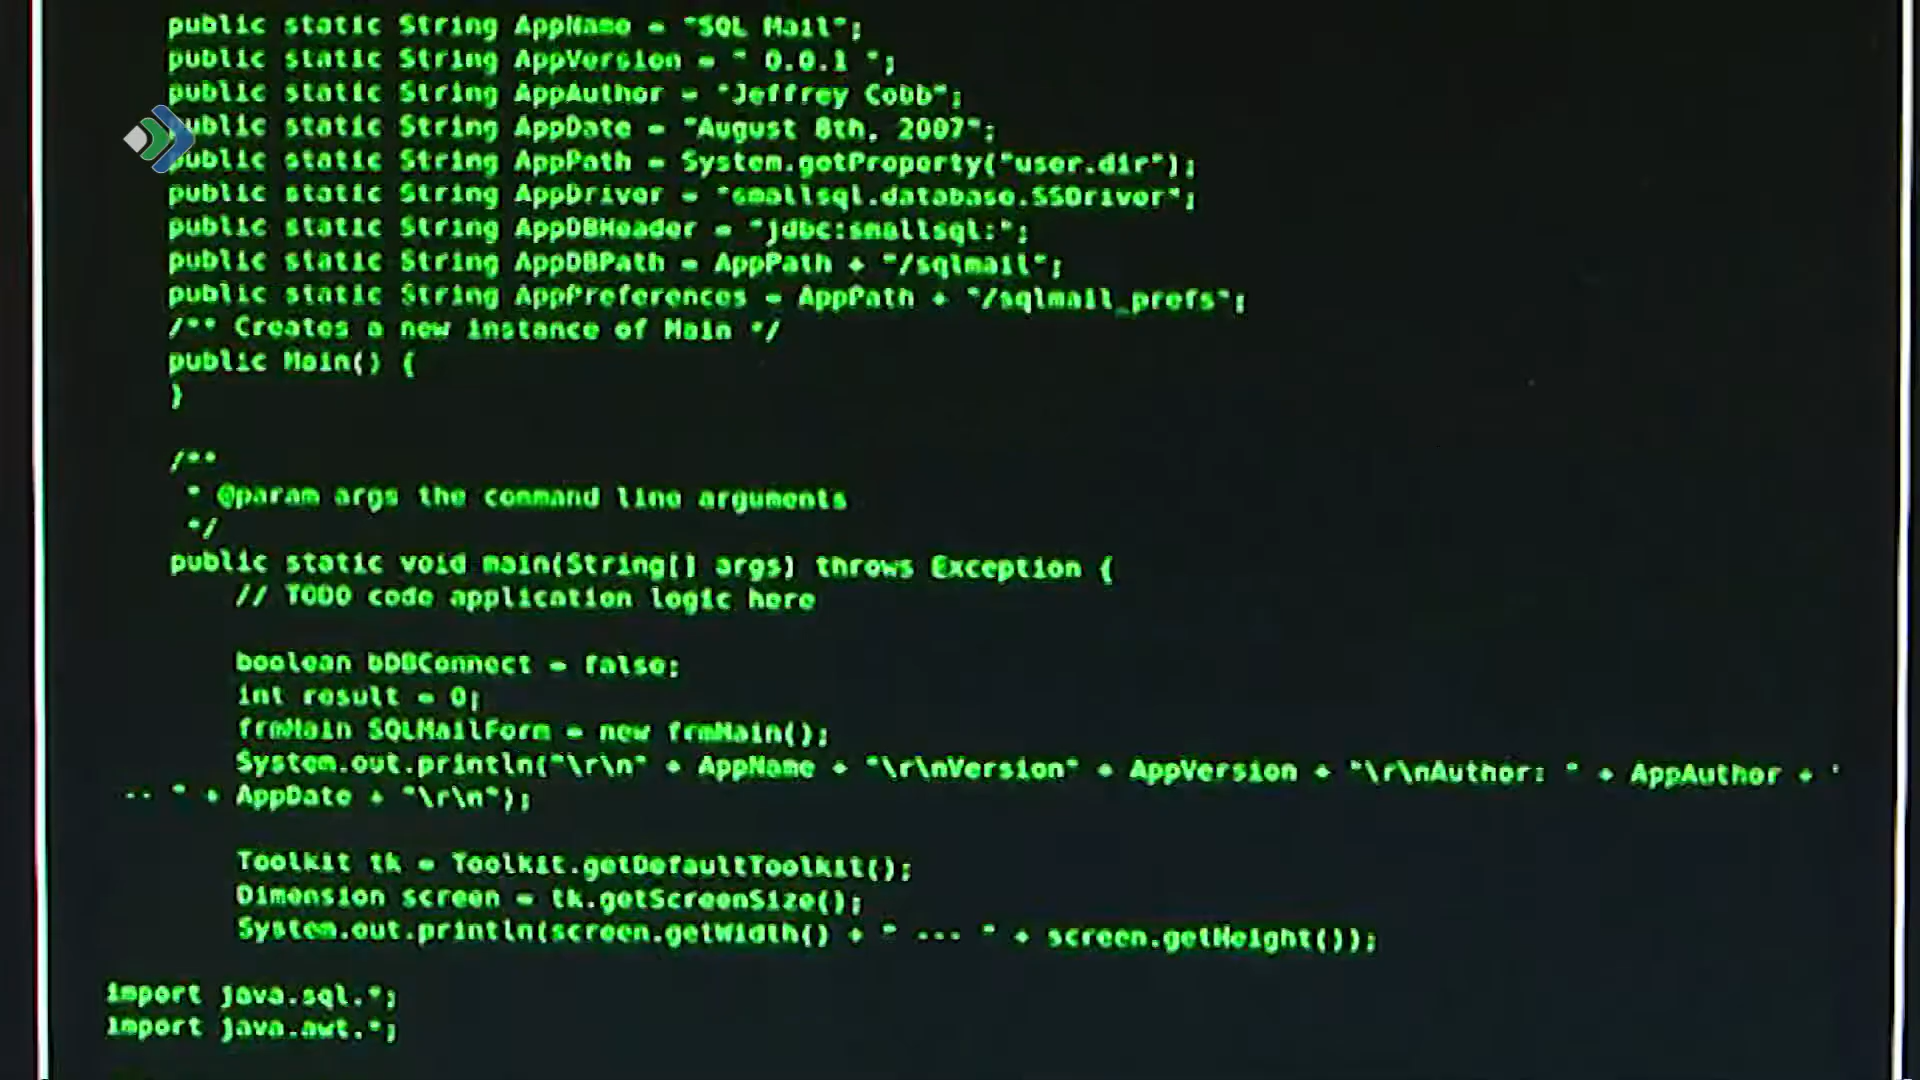 public static String AppName = "SQL Mail";
public static String AppVersion = " 0.0.1 ";
public static String AppAuthor = "Jeffrey Cobb";
public static String AppDate = "August 8th, 2007";
public static String AppPath = System.getProperty("user.dir");
public static String AppDriver = "smallsql.database.SSDriver";
public static String AppDBHeader = "jdbc:smallsql:";
public static String AppDBPath = AppPath + "/sqlmail";
public static String AppPreferences = AppPath + "/sqlmail_prefs";
/** Creates a new instance of Main */
public Main() {
}
/**
* @param args the command line arguments
*/
public static void main(String[] args) throws Exception {
// TODO code application logic here
boolean bDBConnect = false;
int result = 0;
frmMain SQLMailForm = new frmMain();
System.out.println("\r\n" + AppName + "\r\nVersion" + AppVersion + "\r\nAuthor: " + AppAuthor + "
-- " + AppDate + "\r\n");
Toolkit tk = Toolkit.getDefaultToolkit();
Dimension screen = tk.getScreenSize();
System.out.println(screen.getWidth() + " --- " + screen.getHeight());
import java.sql.*;
import java.awt.*;